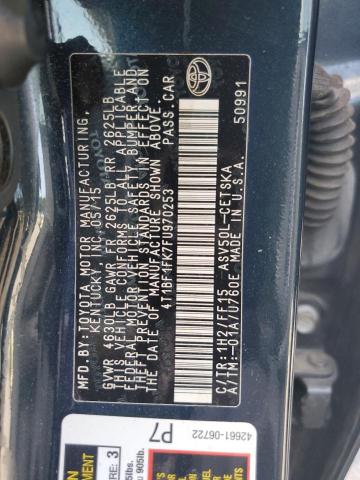 MFD. BY: TOYOTA MOTOR MANUFACTURING,
KENTUCKY, INC. 05/15
GVWR 4630LB GAWR FR 2625LB RR 2625LB
THIS VEHICLE CONFORMS TO ALL APPLICABLE
FEDERAL MOTOR VEHICLE SAFETY, BUMPER, AND
THEFT PREVENTION STANDARDS IN EFFECT ON
THE DATE OF MANUFACTURE SHOWN ABOVE.
4T1BF1FK7FU970253 PASS. CAR
C/TR: 1H2/FF15 ASV50L-CETSKA
A/TM: -01A/U760E MADE IN U.S.A. 50991
TOYOTA
42661-06722
P7